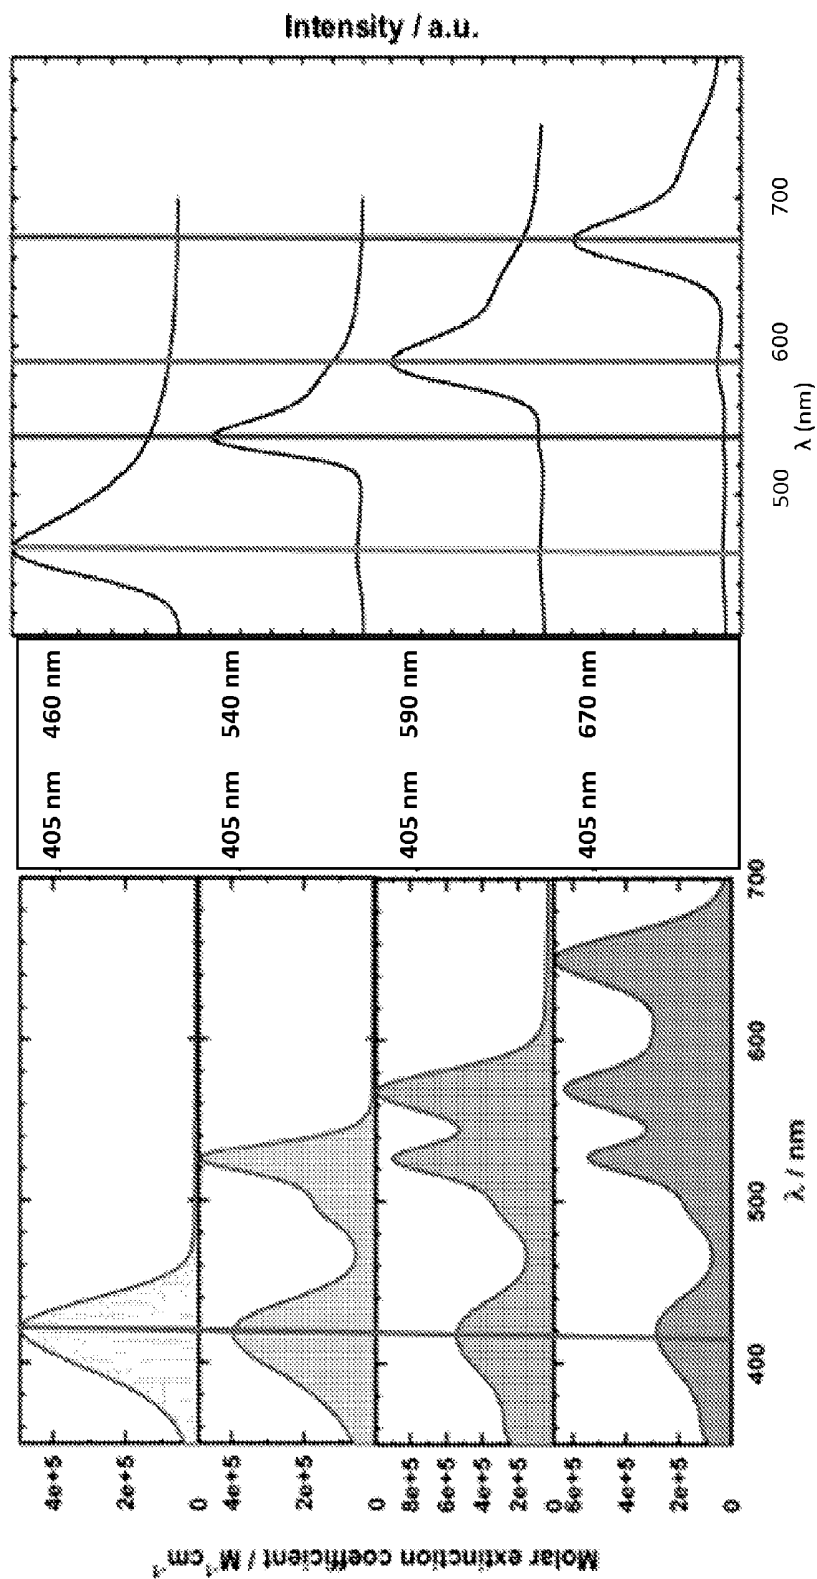 Intensity / a.u.
700
600
500
λ (nm)
405 nm 460 nm
405 nm 540 nm
405 nm 590 nm
405 nm 670 nm
4e+5
2e+5
0
4e+5
2e+5
0
8e+5
6e+5
4e+5
2e+5
0
6e+5
4e+5
2e+5
0
400
500
600
700
λ / nm
Molar extinction coefficient / M⁻¹cm⁻¹